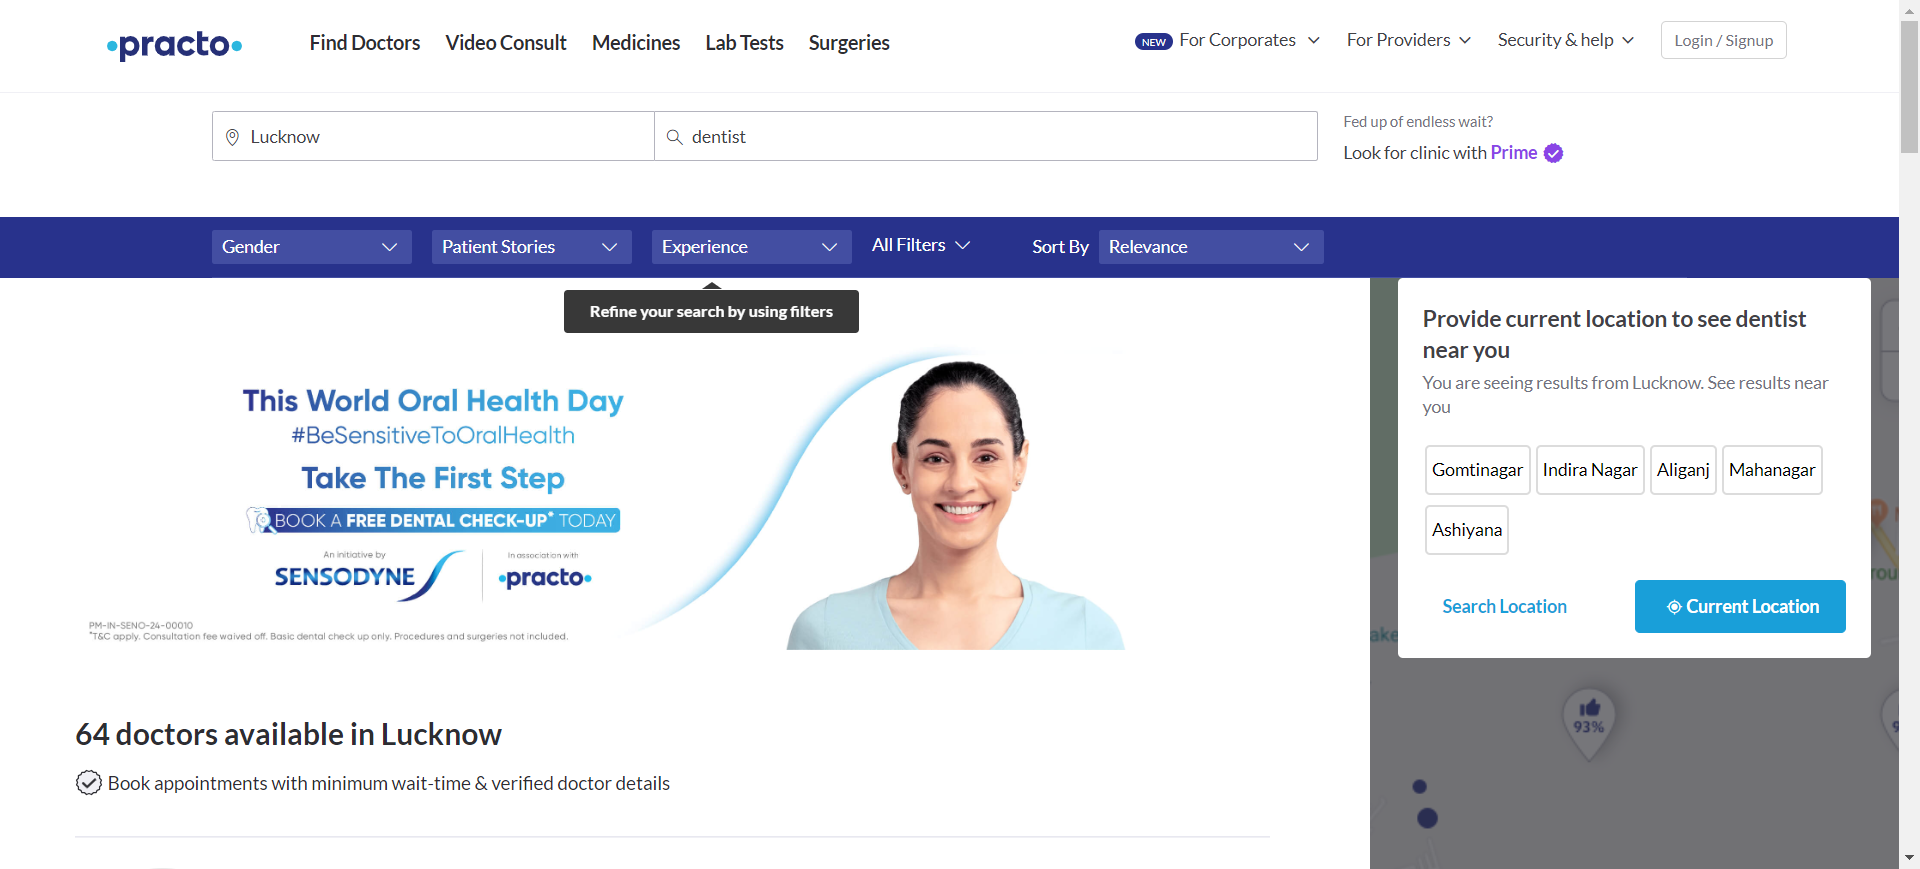 practo
Find Doctors
Video Consult
Medicines
Lab Tests
Surgeries
NEW For Corporates
For Providers
Security & help
Login / Signup
Lucknow
dentist
Fed up of endless wait?
Look for clinic with Prime
Gender
Patient Stories
Experience
All Filters
Sort By
Relevance
Refine your search by using filters
This World Oral Health Day
#BeSensitiveToOralHealth
Take The First Step
BOOK A FREE DENTAL CHECK-UP* TODAY
An initiative by
SENSODYNE
In association with
practo
PM-IN-SENO-24-00010
*T&C apply. Consultation fee waived off. Basic dental check up only. Procedures and surgeries not included.
Provide current location to see dentist
near you
You are seeing results from Lucknow. See results near
you
Gomtinagar
Indira Nagar
Aliganj
Mahanagar
Ashiyana
Search Location
Current Location
93%
64 doctors available in Lucknow
Book appointments with minimum wait-time & verified doctor details